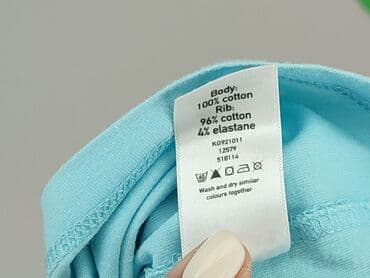 Body:
100% cotton
Rib:
96% cotton
4% elastane
KG921011
12579
518114
Wash and dry similar
colours together